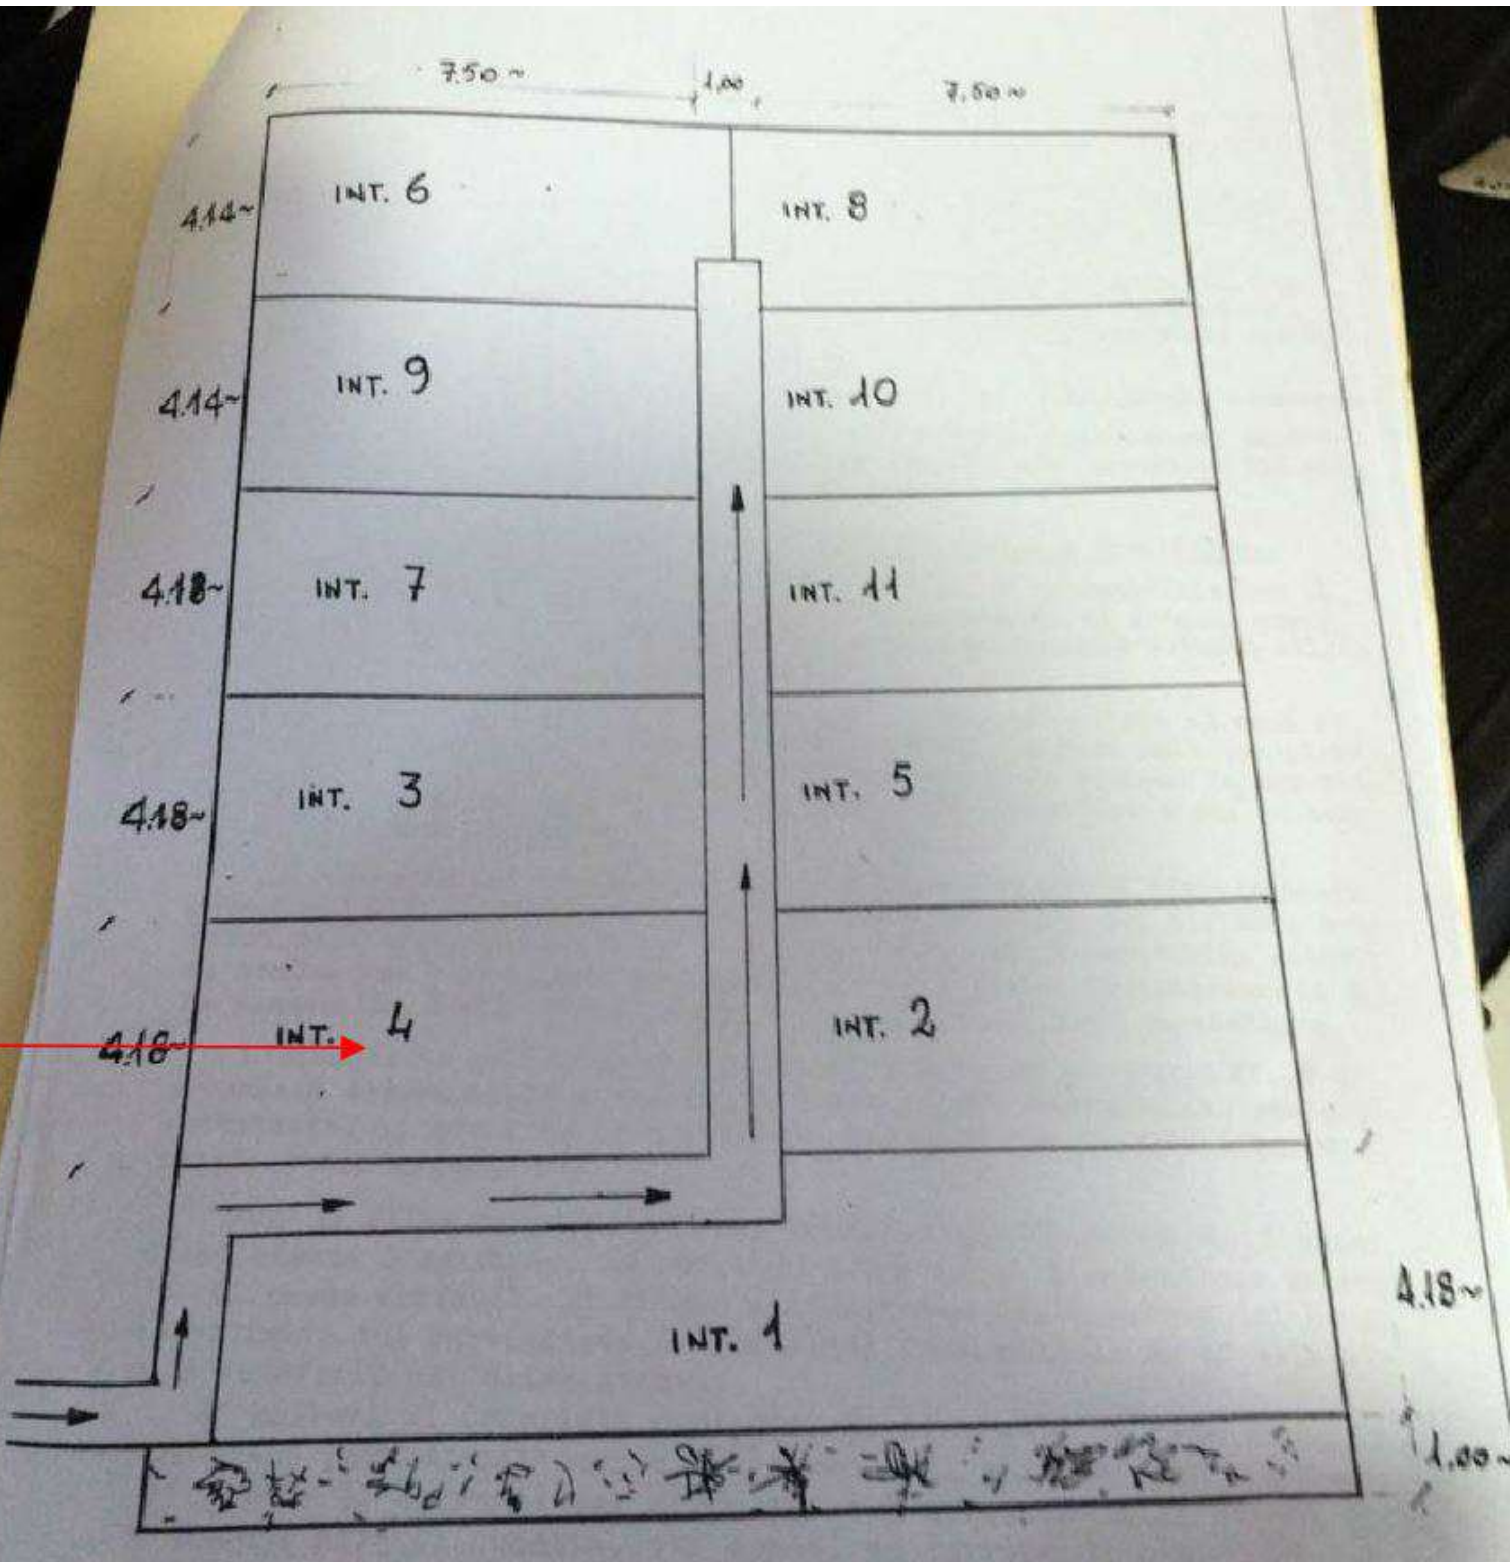 7.50 ~ 1,00 7,50 ~
4.14~ INT. 6 INT. 8
4.14~ INT. 9 INT. 10
4.18~ INT. 7 INT. 11
4.18~ INT. 3 INT. 5
4.18~ INT. 4 INT. 2
INT. 1 4.18~
1.00~